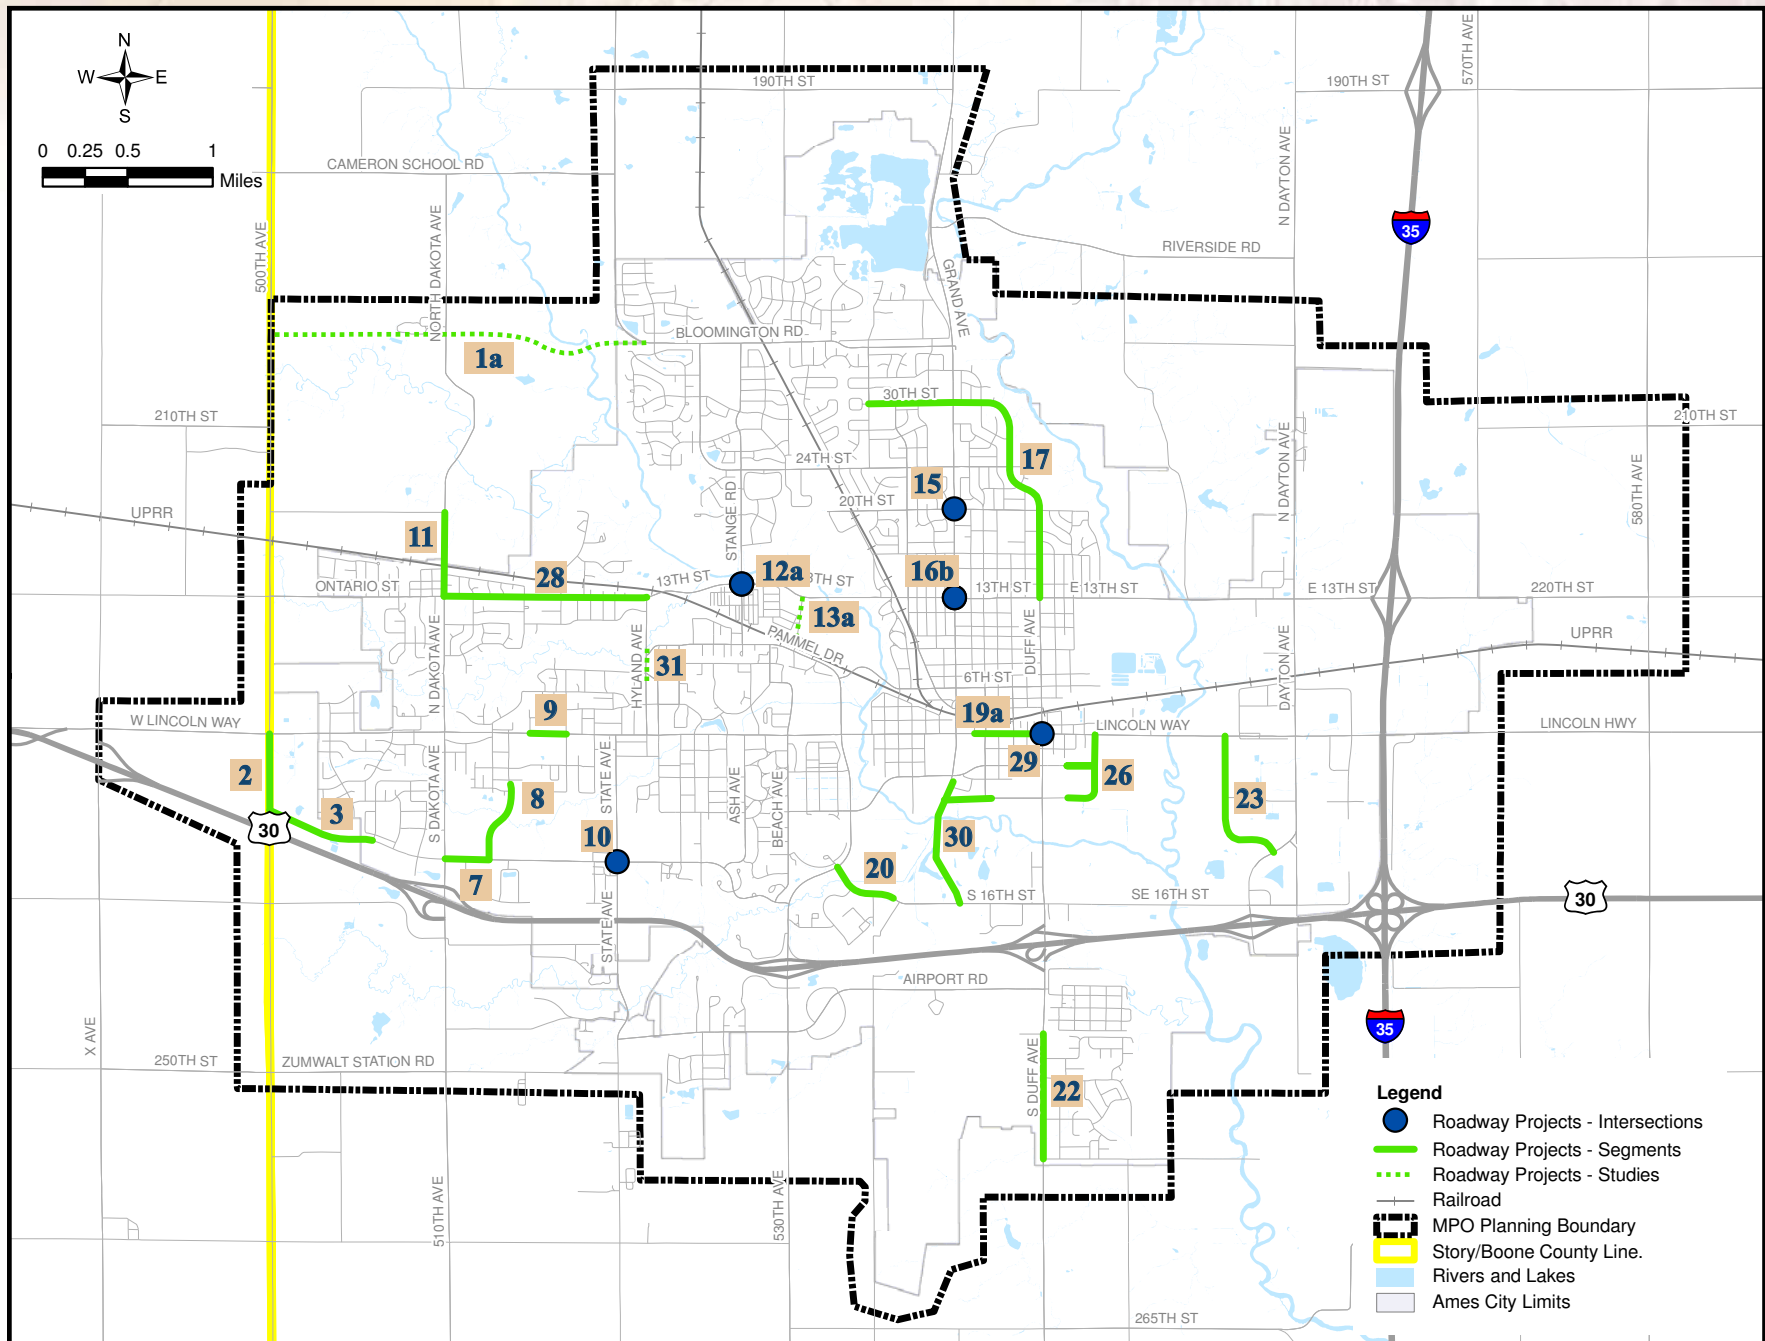 N
W E
S
0 0.25 0.5 1
Miles
190TH ST
190TH ST
570TH AVE
CAMERON SCHOOL RD
N DAYTON AVE
500TH AVE
NORTH DAKOTA AVE
35
RIVERSIDE RD
GRAND AVE
BLOOMINGTON RD
1a
30TH ST
210TH ST
210TH ST
24TH ST
17
15
STANGE RD
20TH ST
N DAYTON AVE
580TH AVE
UPRR
11
28
ONTARIO ST
13TH ST
12a
3TH ST
16b
13TH ST
E 13TH ST
E 13TH ST
220TH ST
13a
PAMMEL DR
UPRR
N DAKOTA AVE
HYLAND AVE
31
DUFF AVE
DAYTON AVE
6TH ST
9
19a
W LINCOLN WAY
LINCOLN WAY
LINCOLN HWY
2
29
26
S DAKOTA AVE
STATE AVE
ASH AVE
BEACH AVE
8
23
3
30
10
30
20
7
S 16TH ST
SE 16TH ST
30
STATE AVE
AIRPORT RD
X AVE
35
250TH ST
ZUMWALT STATION RD
S DUFF AVE
22
510TH AVE
530TH AVE
265TH ST
Legend
Roadway Projects - Intersections
Roadway Projects - Segments
Roadway Projects - Studies
Railroad
MPO Planning Boundary
Story/Boone County Line.
Rivers and Lakes
Ames City Limits